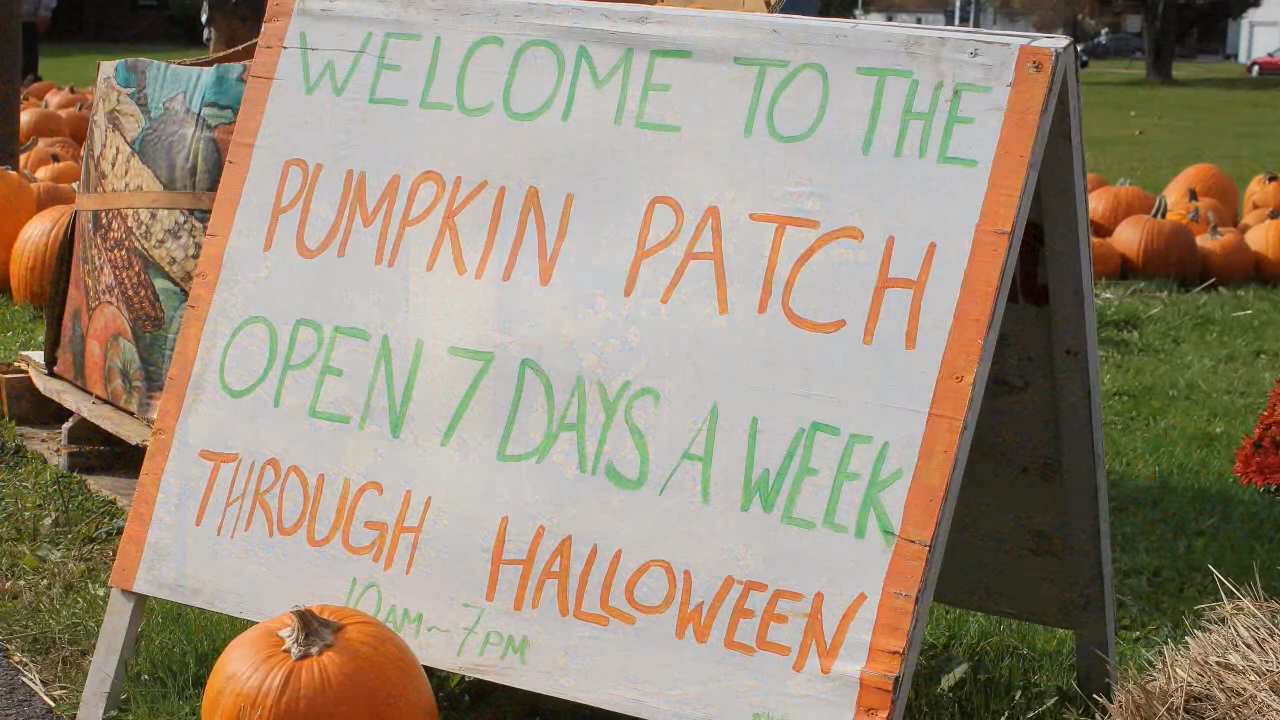 WELCOME TO THE
PUMPKIN PATCH
OPEN 7 DAYS A WEEK
THROUGH HALLOWEEN
10AM~7PM